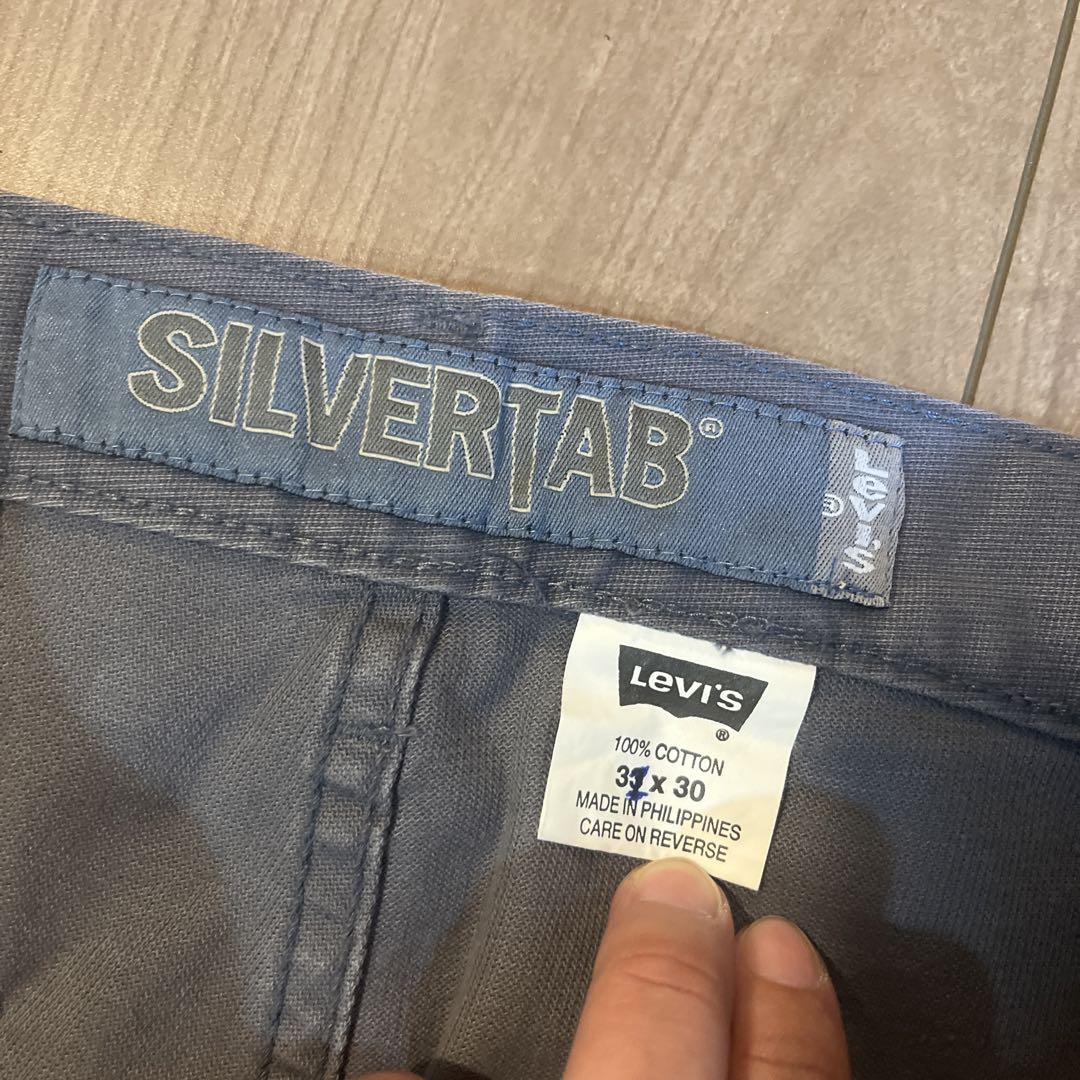 SILVERTAB®
Levi's ®
Levi's ®
100% COTTON
x 30
MADE IN PHILIPPINES
CARE ON REVERSE